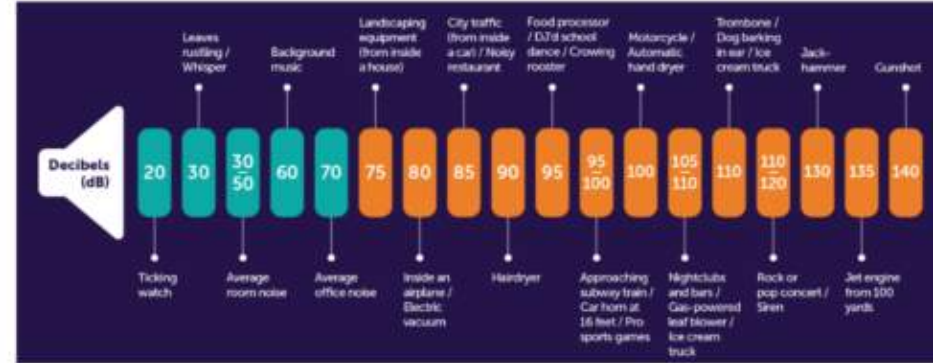 Leaves
rustling /
Whisper
Background
music
Landscaping
equipment
(from inside
a house)
City traffic
(from inside
a car) / Noisy
restaurant
Food processor
/ DJ'd school
dance / Crowing
rooster
Motorcycle /
Automatic
hand dryer
Trombone /
Dog barking
in ear / Ice
cream truck
Jack-
hammer
Gunshot
Decibels
(dB)
20
30
30
50
60
70
75
80
85
90
95
95
100
100
105
110
110
110
120
130
135
140
Ticking
watch
Average
room noise
Average
office noise
Inside an
airplane /
Electric
vacuum
Hairdryer
Approaching
subway train /
Car horn at
16 feet / Pro
sports games
Nightclubs
and bars /
Gas-powered
leaf blower /
Ice cream
truck
Rock or
pop concert /
Siren
Jet engine
from 100
yards